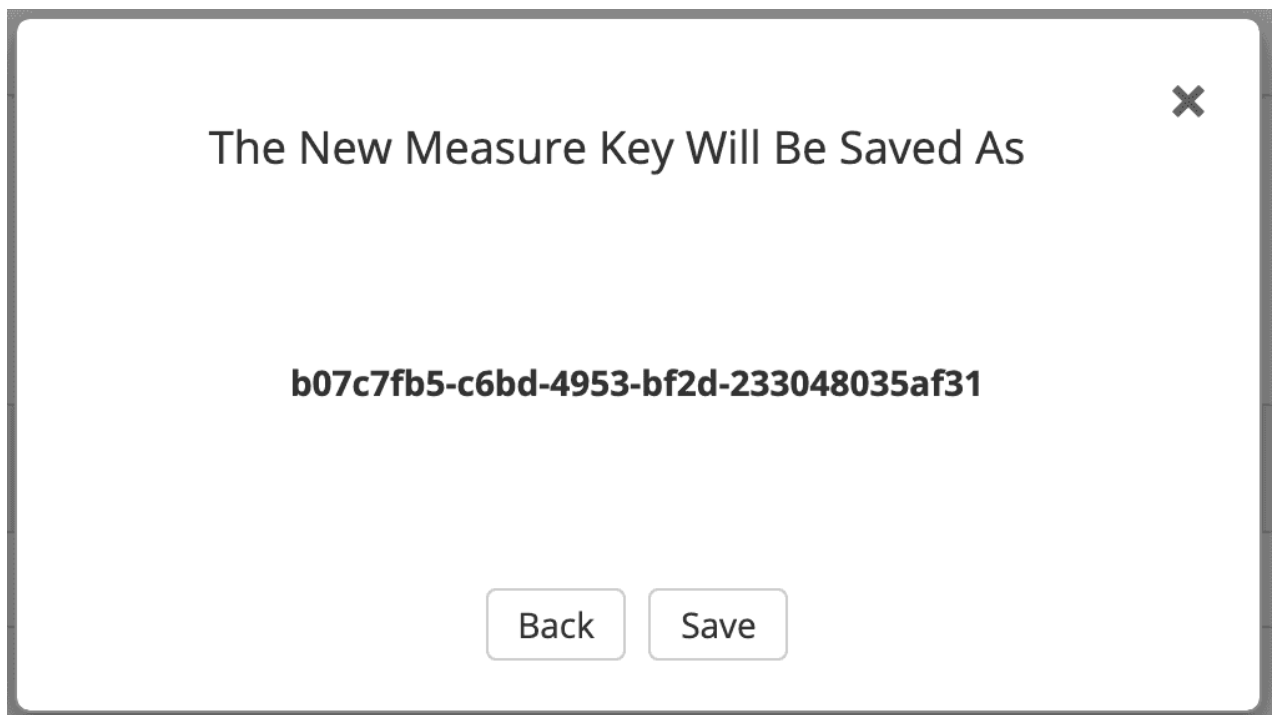 The New Measure Key Will Be Saved As
b07c7fb5-c6bd-4953-bf2d-233048035af31
Back
Save